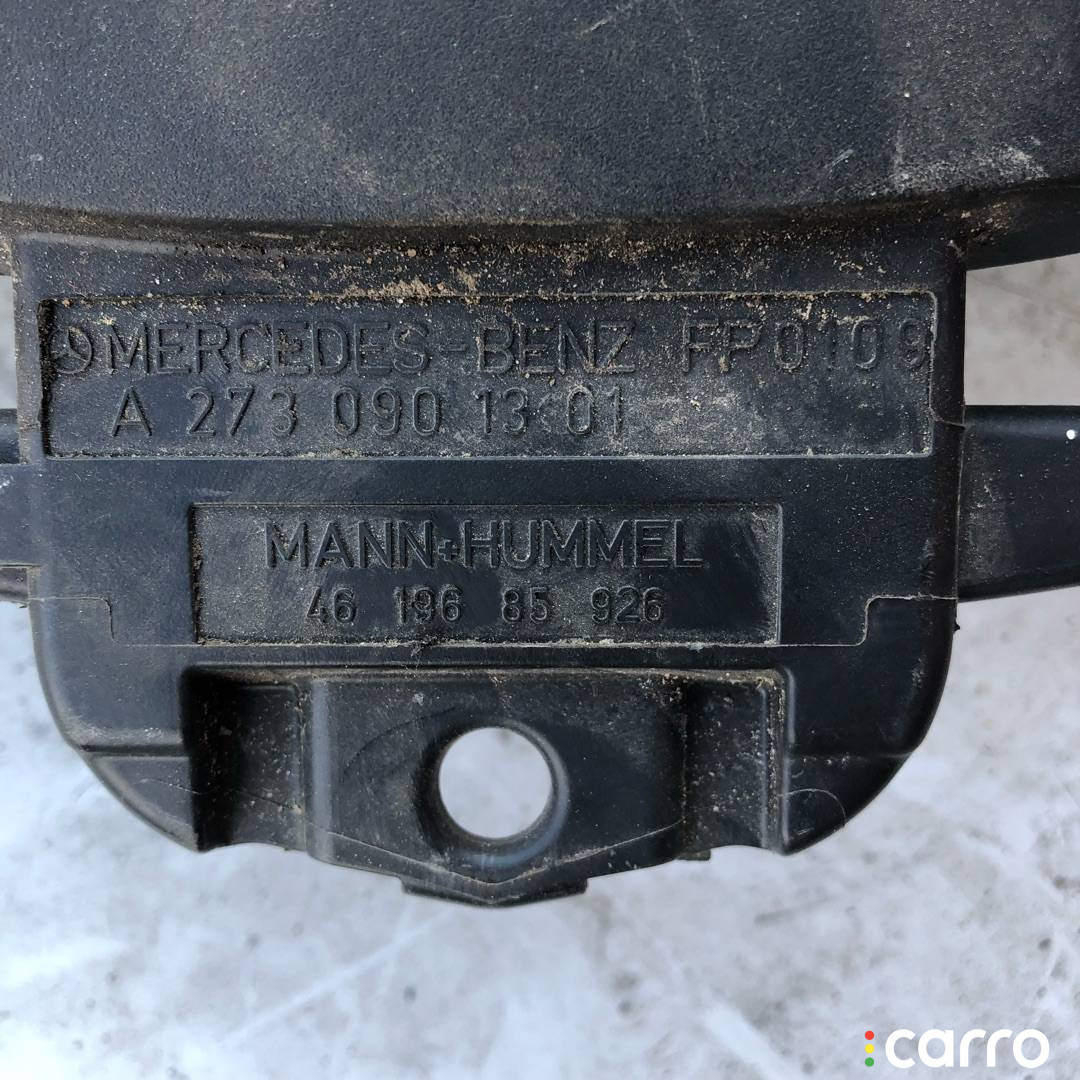 MERCEDES-BENZ FP0109
A 273 090 13 01
MANN+HUMMEL
46 196 85 926
carro